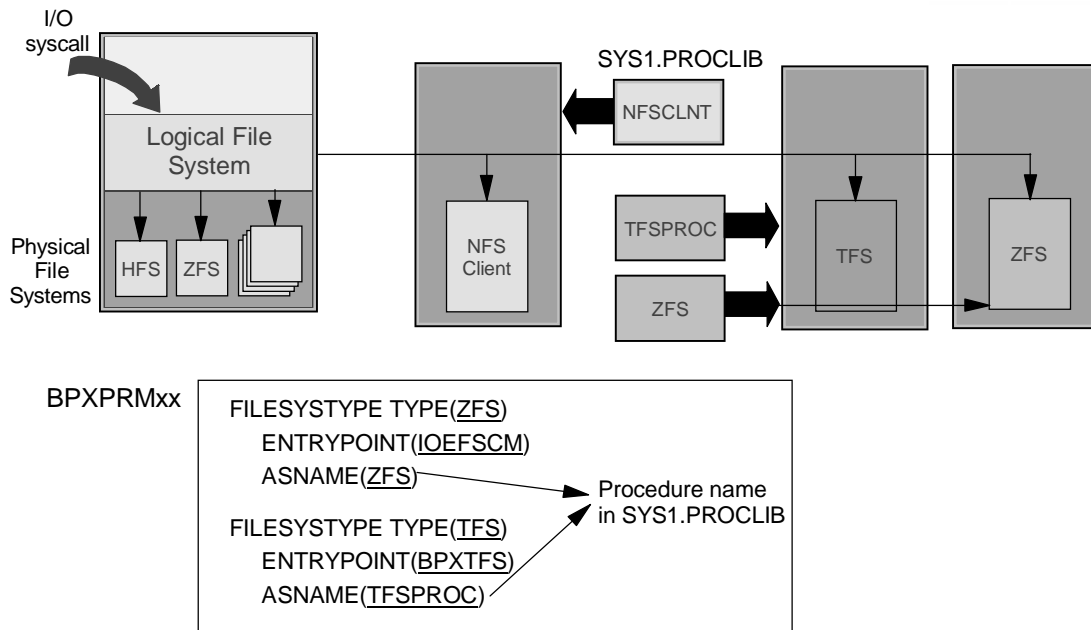 I/O
syscall
SYS1.PROCLIB
NFSCLNT
Logical File
System
Physical
File
Systems
HFS
ZFS
NFS
Client
TFSPROC
ZFS
TFS
ZFS
BPXPRMxx
FILESYSTYPE TYPE(ZFS)
ENTRYPOINT(IOEFSCM)
ASNAME(ZFS)
Procedure name
in SYS1.PROCLIB
FILESYSTYPE TYPE(TFS)
ENTRYPOINT(BPXTFS)
ASNAME(TFSPROC)